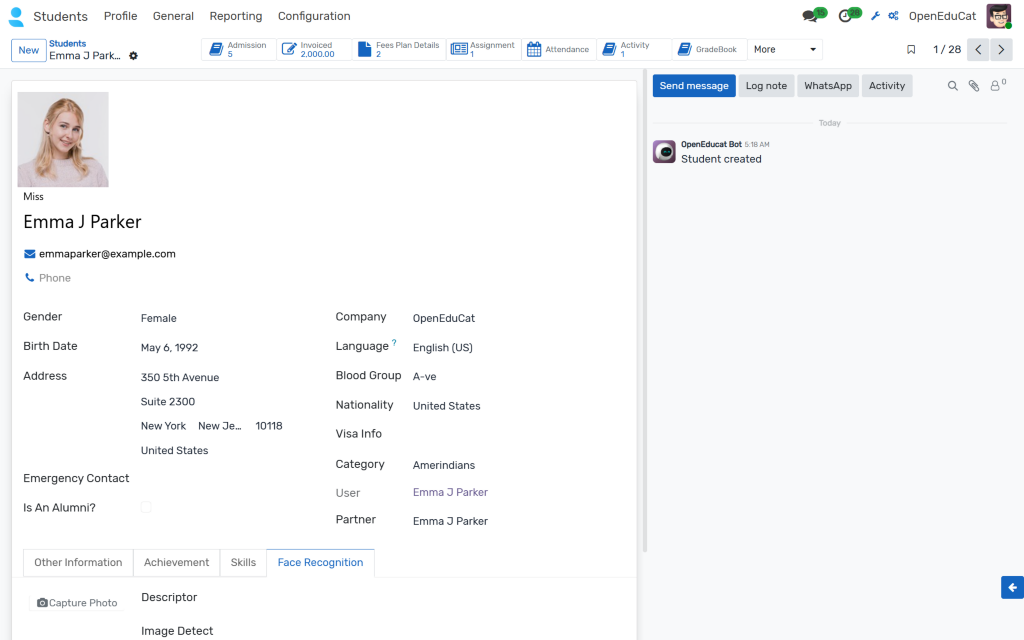 Students Profile General Reporting Configuration 15 28 OpenEduCat
New Students
Emma J Park...
Admission
5
Invoiced
2,000.00
Fees Plan Details
2
Assignment
1
Attendance
Activity
1
GradeBook
More
1 / 28
Send message Log note WhatsApp Activity 0
Today
OpenEducat Bot 5:18 AM
Student created
Miss
Emma J Parker
emmaparker@example.com
Phone
Gender Female
Birth Date May 6, 1992
Address 350 5th Avenue
Suite 2300
New York New Je... 10118
United States
Emergency Contact
Is An Alumni?
Company OpenEduCat
Language ? English (US)
Blood Group A-ve
Nationality United States
Visa Info
Category Amerindians
User Emma J Parker
Partner Emma J Parker
Other Information Achievement Skills Face Recognition
Capture Photo Descriptor
Image Detect